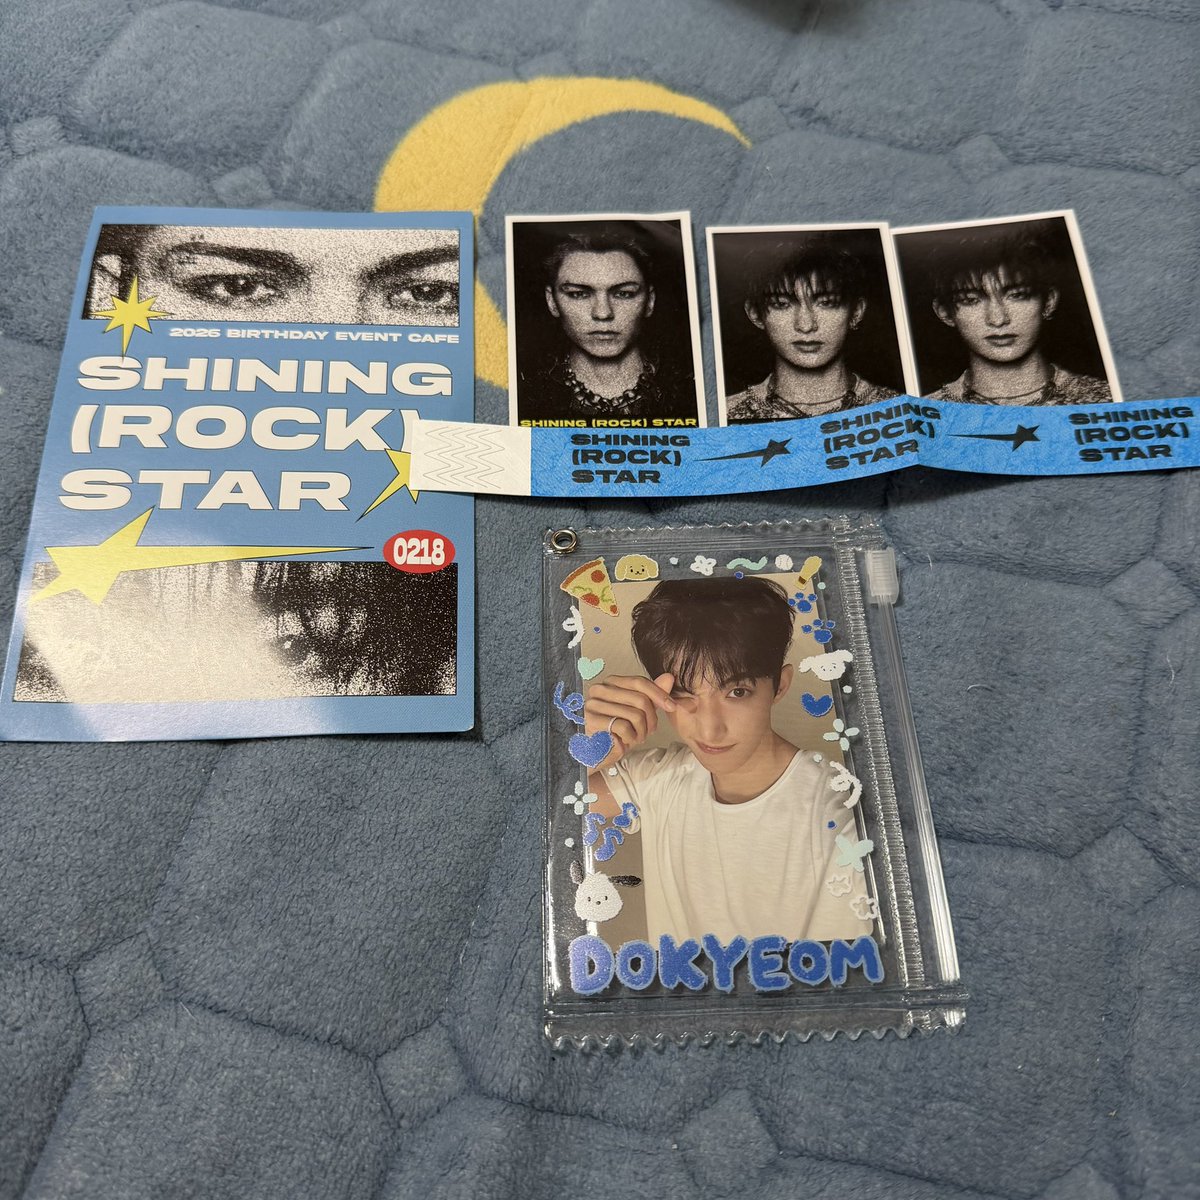 2026 BIRTHDAY EVENT CAFE
SHINING
(ROCK)
STAR
0218
SHINING (ROCK) STAR
SHINING
(ROCK)
STAR
SHINING
(ROCK)
STAR
SHINING
(ROCK)
STAR
DOKYEOM